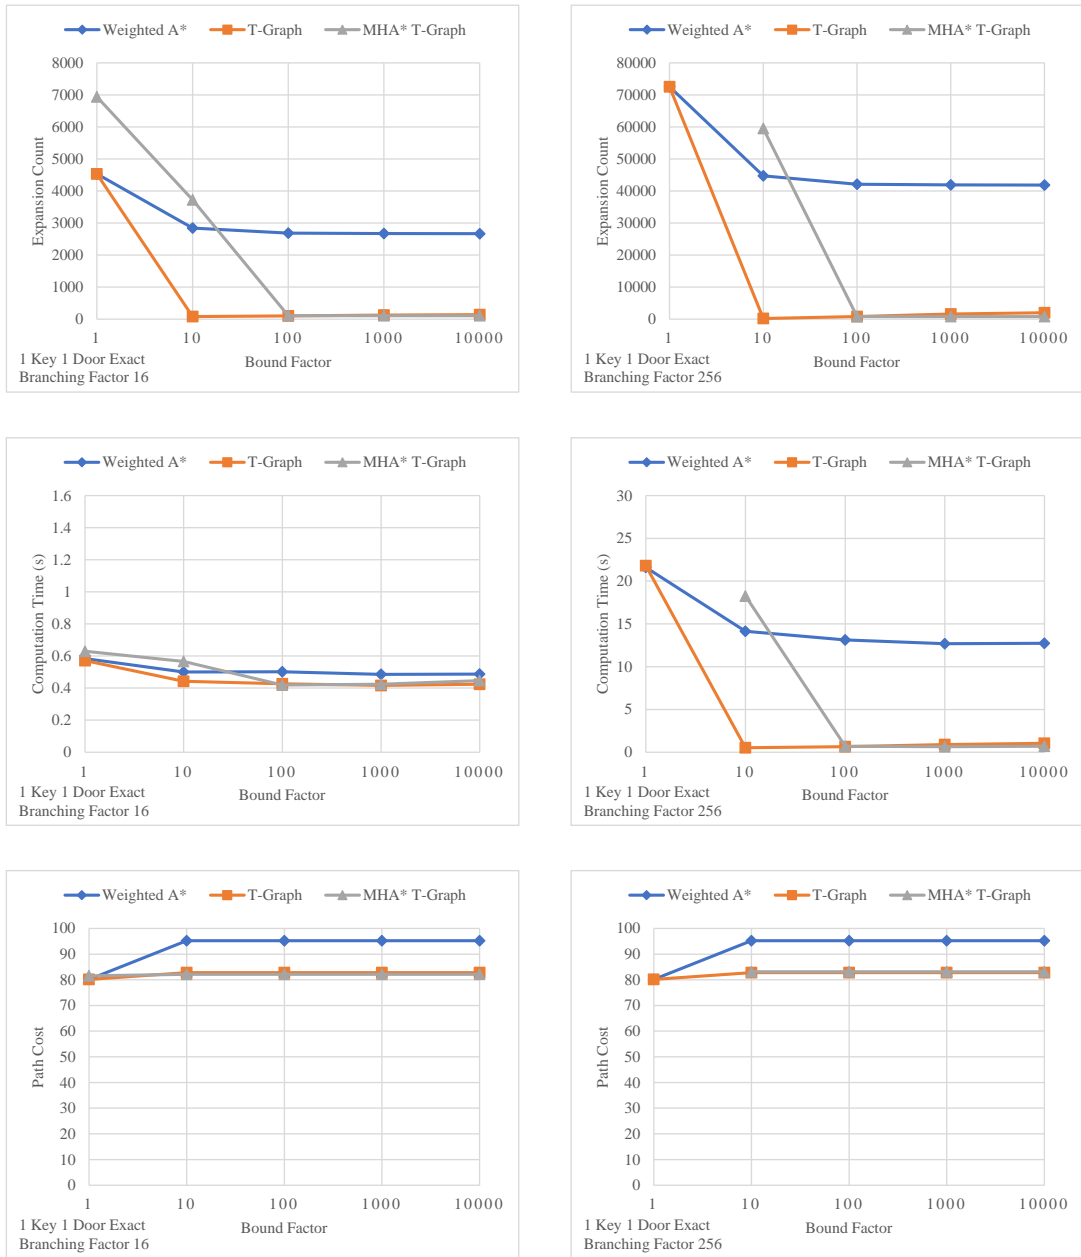 Weighted A* T-Graph MHA* T-Graph
Expansion Count
8000
7000
6000
5000
4000
3000
2000
1000
0
1 10 100 1000 10000
Bound Factor
1 Key 1 Door Exact
Branching Factor 16
Weighted A* T-Graph MHA* T-Graph
Expansion Count
80000
70000
60000
50000
40000
30000
20000
10000
0
1 10 100 1000 10000
Bound Factor
1 Key 1 Door Exact
Branching Factor 256
Weighted A* T-Graph MHA* T-Graph
Computation Time (s)
1.6
1.4
1.2
1
0.8
0.6
0.4
0.2
0
1 10 100 1000 10000
Bound Factor
1 Key 1 Door Exact
Branching Factor 16
Weighted A* T-Graph MHA* T-Graph
Computation Time (s)
30
25
20
15
10
5
0
1 10 100 1000 10000
Bound Factor
1 Key 1 Door Exact
Branching Factor 256
Weighted A* T-Graph MHA* T-Graph
Path Cost
100
90
80
70
60
50
40
30
20
10
0
1 10 100 1000 10000
Bound Factor
1 Key 1 Door Exact
Branching Factor 16
Weighted A* T-Graph MHA* T-Graph
Path Cost
100
90
80
70
60
50
40
30
20
10
0
1 10 100 1000 10000
Bound Factor
1 Key 1 Door Exact
Branching Factor 256